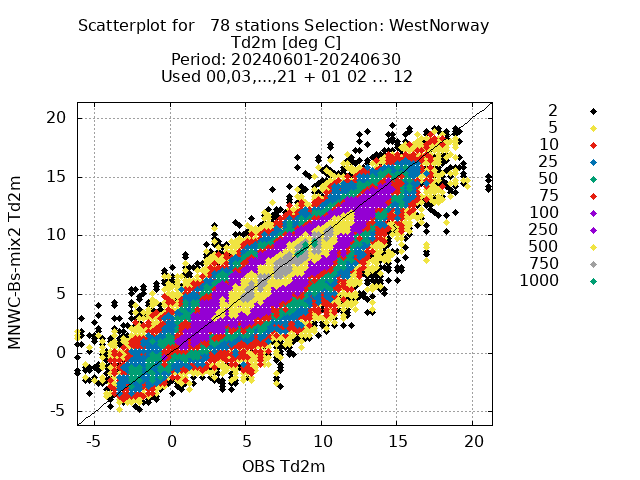 Scatterplot for   78 stations Selection: WestNorway
Td2m [deg C]
Period: 20240601-20240630
Used 00,03,...,21 + 01 02 ... 12
MNWC-Bs-mix2 Td2m
20
15
10
5
0
-5
-5 0 5 10 15 20
OBS Td2m
2
5
10
25
50
75
100
250
500
750
1000